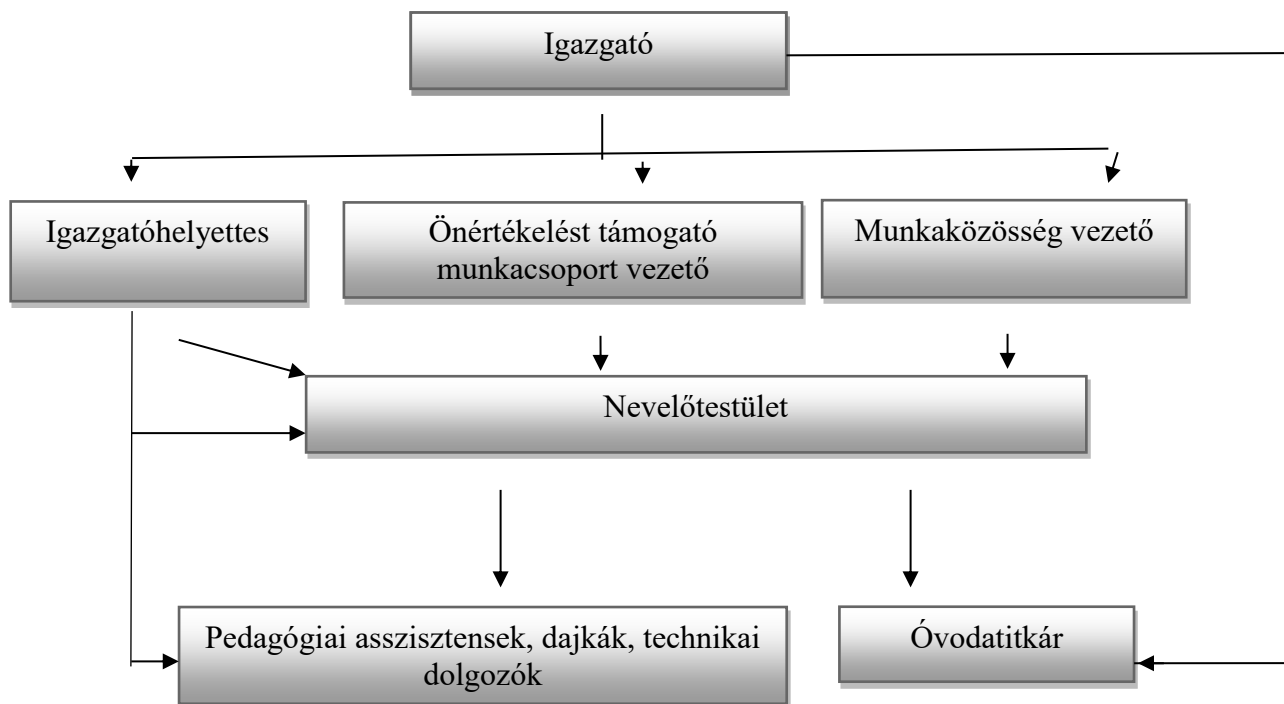 Igazgató
Igazgatóhelyettes
Önértékelést támogató
munkacsoport vezető
Munkaközösség vezető
Nevelőtestület
Pedagógiai asszisztensek, dajkák, technikai
dolgozók
Óvodatitkár